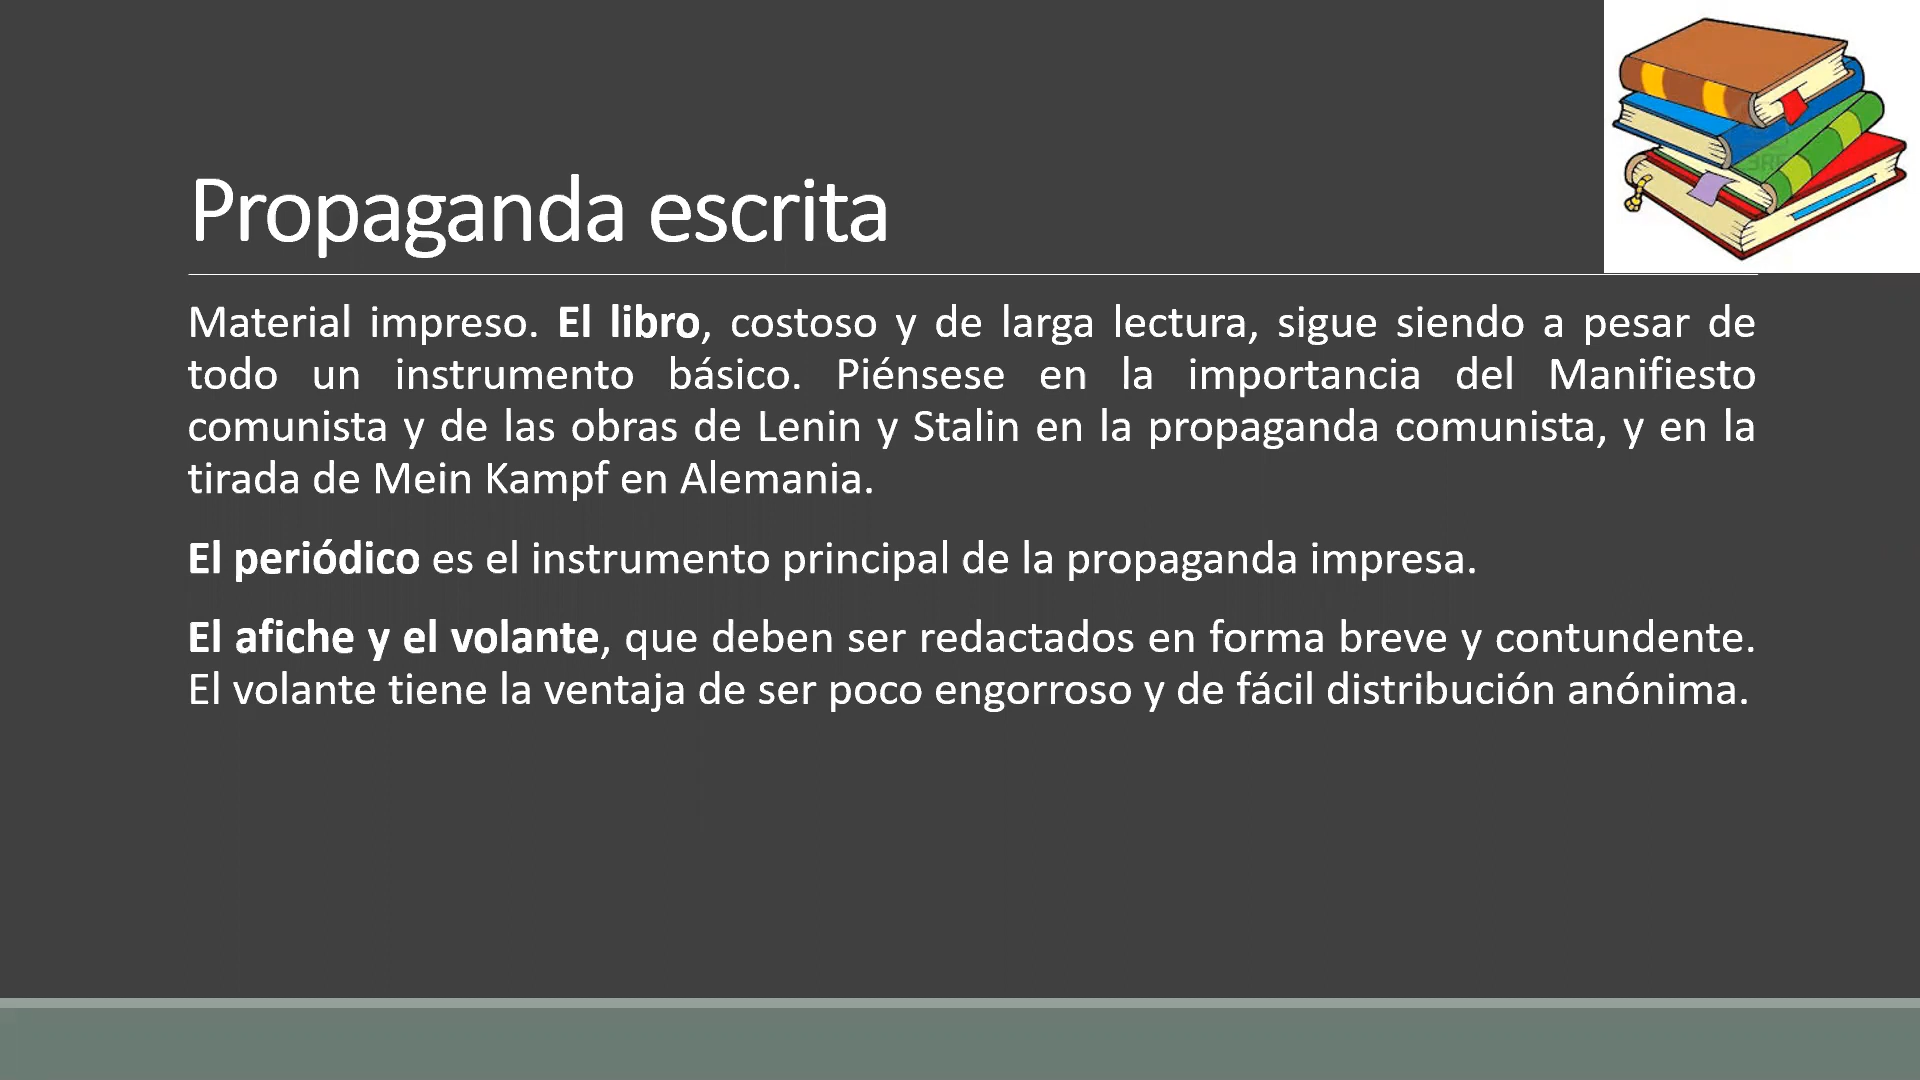 Propaganda escrita
Material impreso. El libro, costoso y de larga lectura, sigue siendo a pesar de
todo un instrumento básico. Piénsese en la importancia del Manifiesto
comunista y de las obras de Lenin y Stalin en la propaganda comunista, y en la
tirada de Mein Kampf en Alemania.
El periódico es el instrumento principal de la propaganda impresa.
El afiche y el volante, que deben ser redactados en forma breve y contundente.
El volante tiene la ventaja de ser poco engorroso y de fácil distribución anónima.